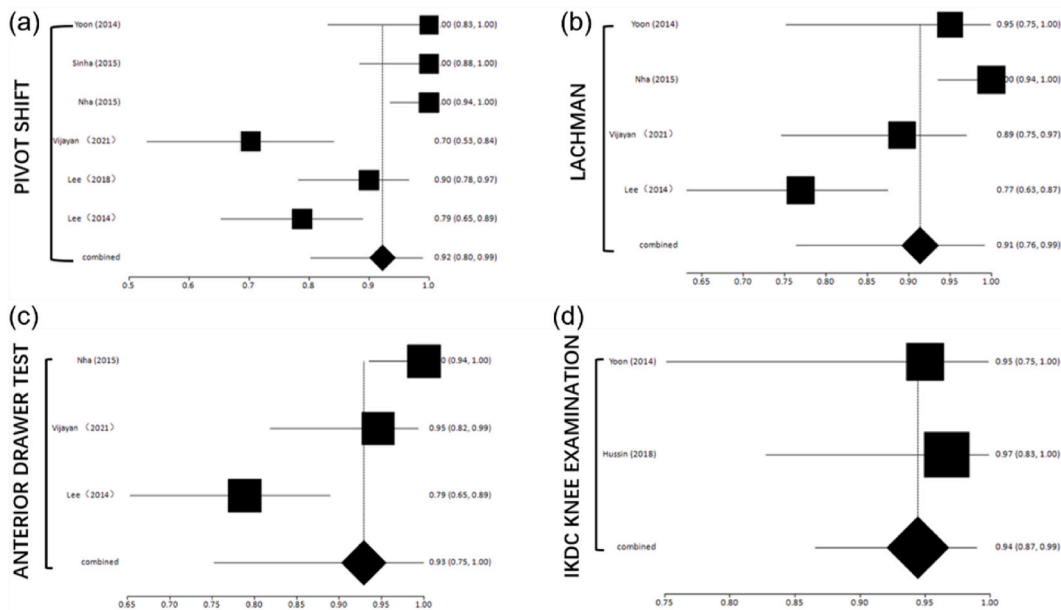 (a)
PIVOT SHIFT
Yoon (2014) .00 (0.83, 1.00)
Sinha (2015) .00 (0.88, 1.00)
Nha (2015) .00 (0.94, 1.00)
Vijayan （2021） 0.70 (0.53, 0.84)
Lee （2018） 0.90 (0.78, 0.97)
Lee （2014） 0.79 (0.65, 0.89)
combined 0.92 (0.80, 0.99)
0.5 0.6 0.7 0.8 0.9 1.0
(b)
LACHMAN
Yoon (2014) 0.95 (0.75, 1.00)
Nha (2015) 00 (0.94, 1.00)
Vijayan （2021） 0.89 (0.75, 0.97)
Lee （2014） 0.77 (0.63, 0.87)
combined 0.91 (0.76, 0.99)
0.65 0.70 0.75 0.80 0.85 0.90 0.95 1.00
(c)
ANTERIOR DRAWER TEST
Nha (2015) 0 (0.94, 1.00)
Vijayan （2021） 0.95 (0.82, 0.99)
Lee （2014） 0.79 (0.65, 0.89)
combined 0.93 (0.75, 1.00)
0.65 0.70 0.75 0.80 0.85 0.90 0.95 1.00
(d)
IKDC KNEE EXAMINATION
Yoon (2014) 0.95 (0.75, 1.00)
Hussin (2018) 0.97 (0.83, 1.00)
combined 0.94 (0.87, 0.99)
0.75 0.80 0.85 0.90 0.95 1.00